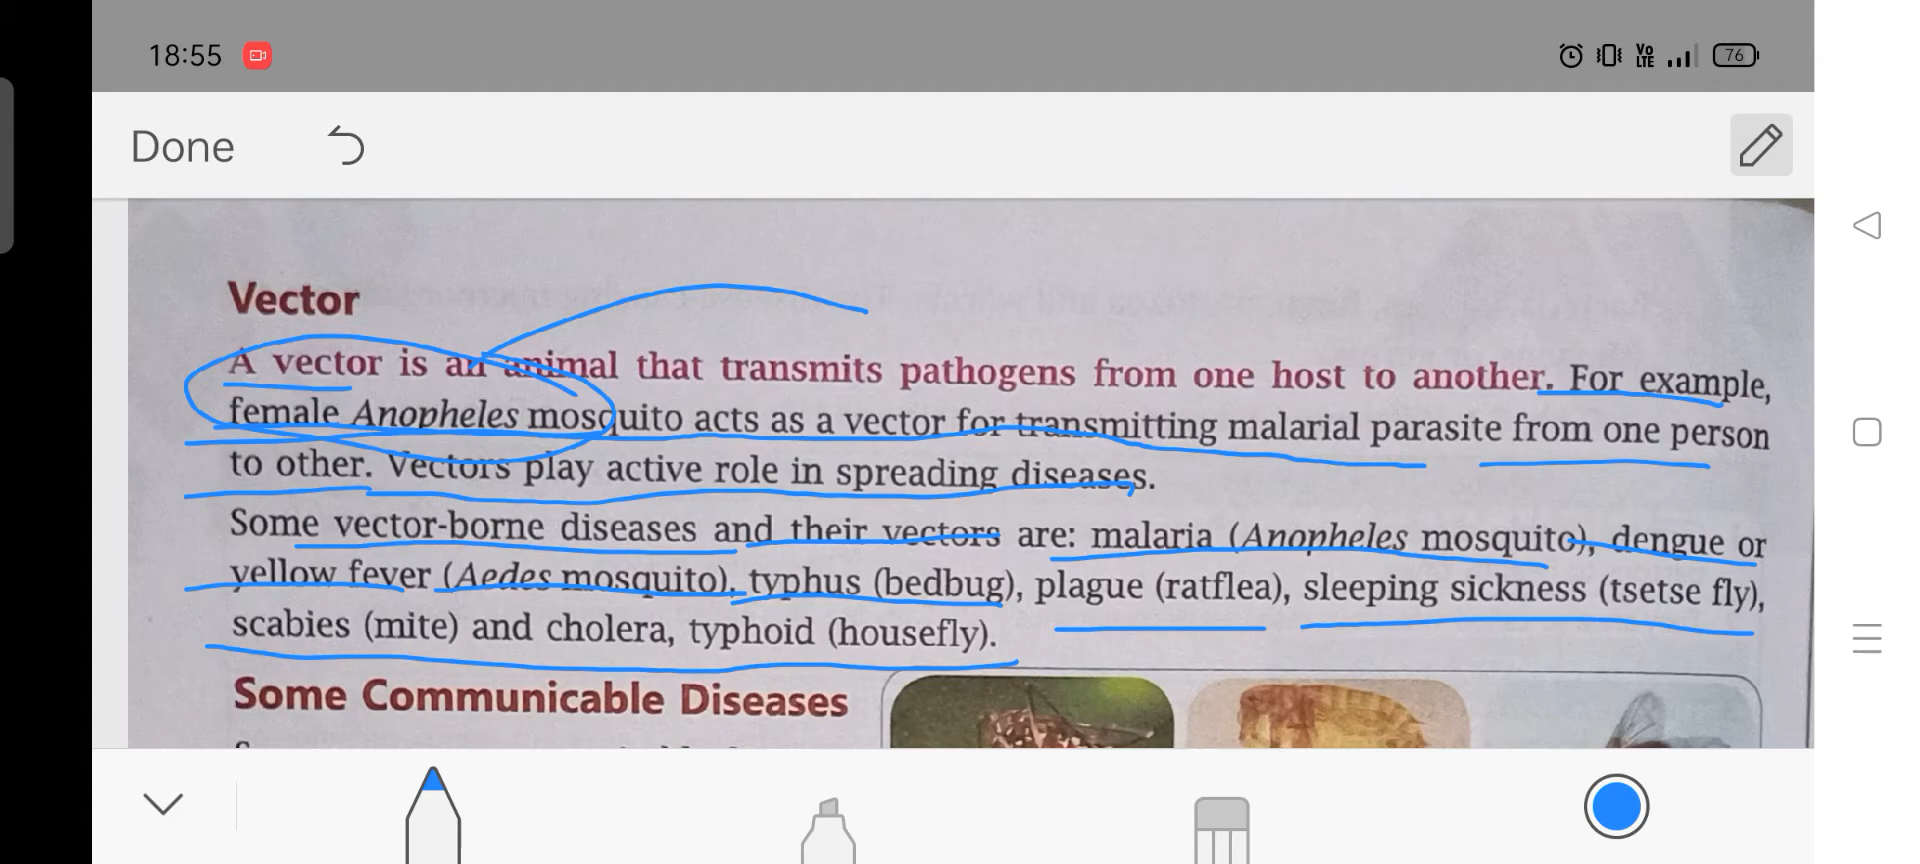 18:55
Vo LTE 76
Done
Vector
A vector is an animal that transmits pathogens from one host to another. For example,
female Anopheles mosquito acts as a vector for transmitting malarial parasite from one person
to other. Vectors play active role in spreading diseases.
Some vector-borne diseases and their vectors are: malaria (Anopheles mosquito), dengue or
yellow fever (Aedes mosquito), typhus (bedbug), plague (ratflea), sleeping sickness (tsetse fly),
scabies (mite) and cholera, typhoid (housefly).
Some Communicable Diseases